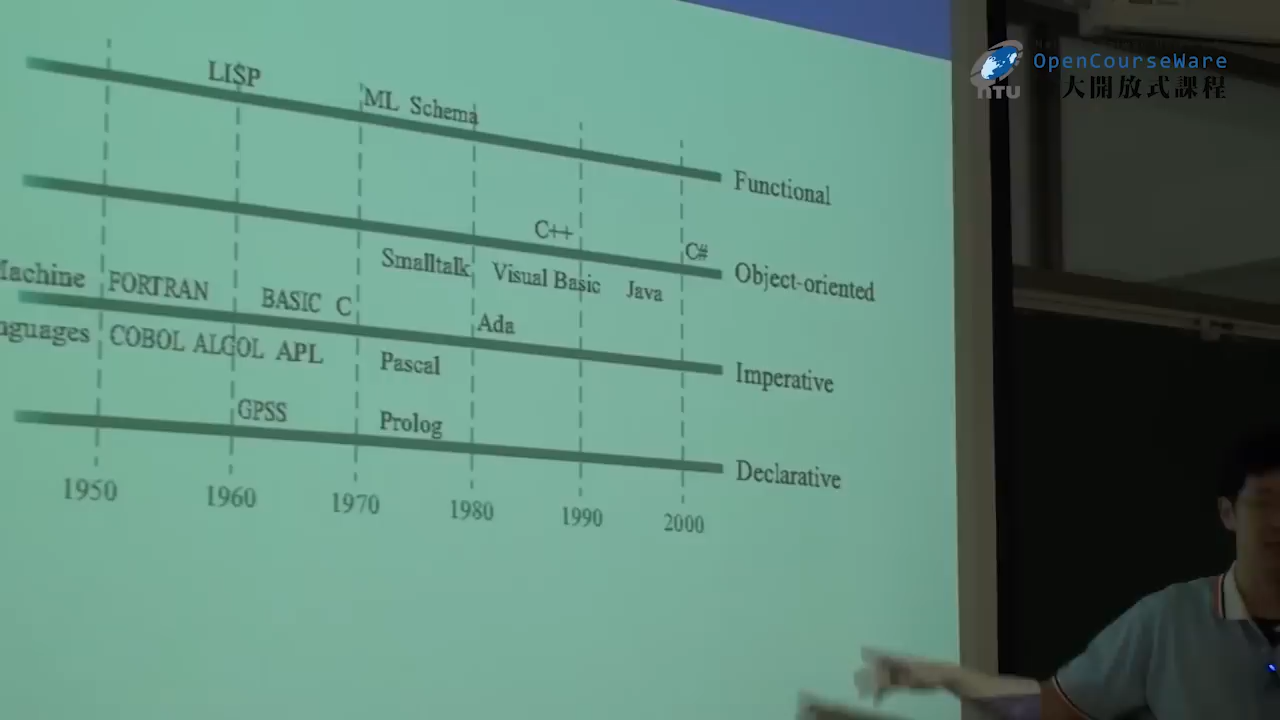 OpenCourseWare
大開放式課程
NTU
LISP
ML Schema
Functional
C++
C#
Smalltalk
Visual Basic
Java
Object-oriented
Machine
FORTRAN
BASIC C
Ada
COBOL ALGOL APL
Pascal
Imperative
GPSS
Prolog
Declarative
1950
1960
1970
1980
1990
2000